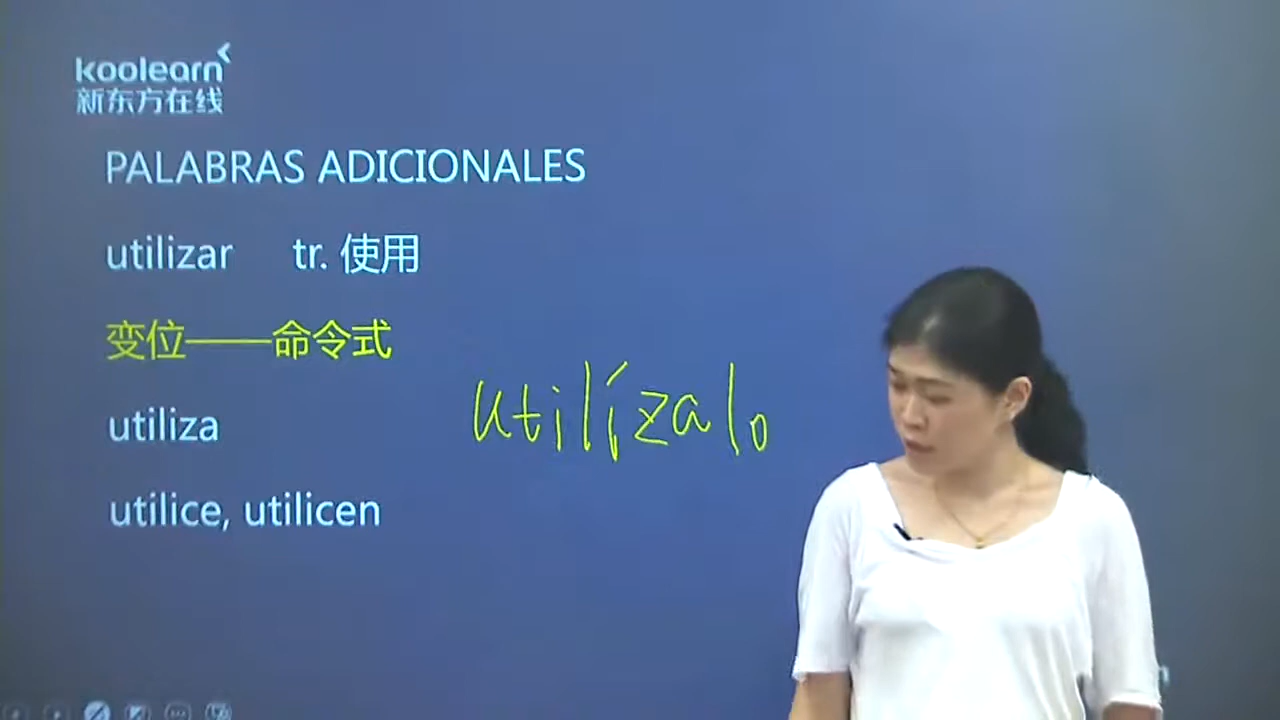 koolearn
新东方在线
PALABRAS ADICIONALES
utilizar tr. 使用
变位——命令式
utiliza
utilízalo
utilice, utilicen